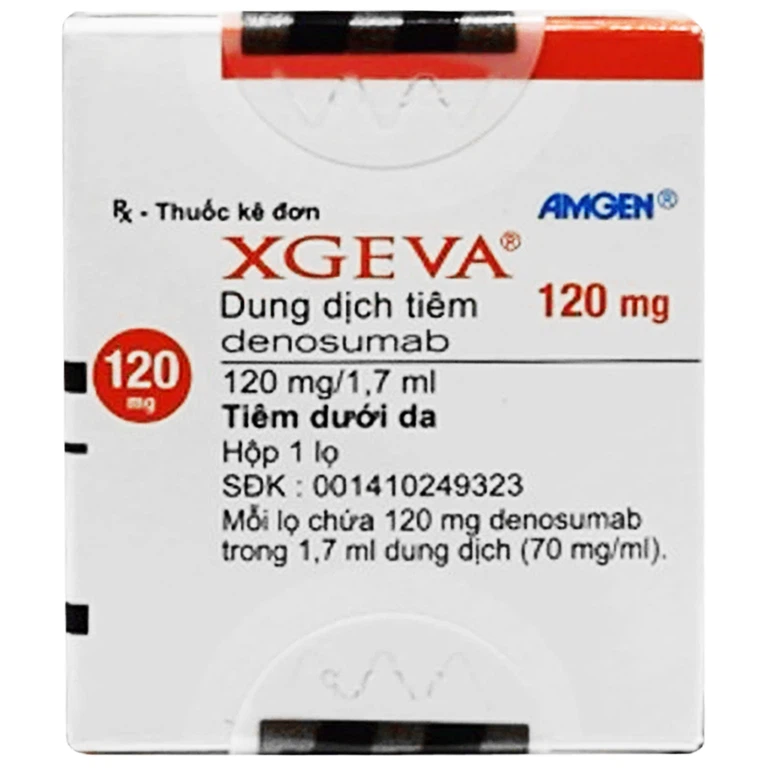 ℞ - Thuốc kê đơn
AMGEN®
XGEVA®
Dung dịch tiêm
120 mg
denosumab
120 mg
120 mg/1,7 ml
Tiêm dưới da
Hộp 1 lọ
SĐK : 001410249323
Mỗi lọ chứa 120 mg denosumab
trong 1,7 ml dung dịch (70 mg/ml).